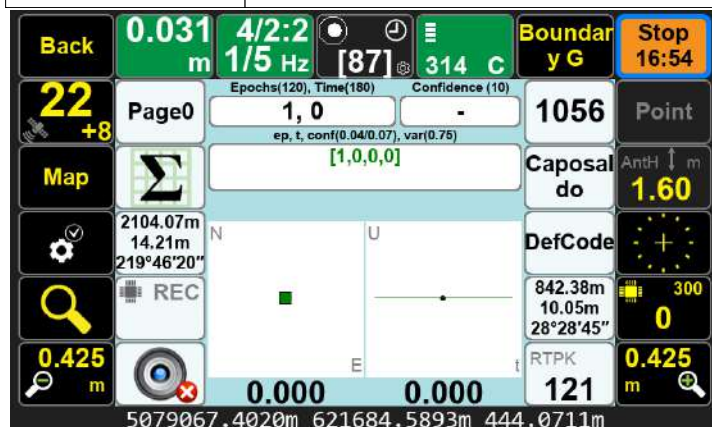 Back
0.031
m
4/2:2
1/5 Hz
[87]
314 C
Boundar
y G
Stop
16:54
22
+8
Page0
Epochs(120), Time(180)
Confidence (10)
1, 0
-
1056
Point
ep, t, conf(0.04/0.07), var(0.75)
[1,0,0,0]
Map
Σ
Caposal
do
AntH m
1.60
2104.07m
14.21m
219°46'20"
N
U
DefCode
REC
842.38m
10.05m
28°28'45"
300
0
0.425
m
E
t
0.000
0.000
RTPK
121
0.425
m
5079067.4020m 621684.5893m 444.0711m